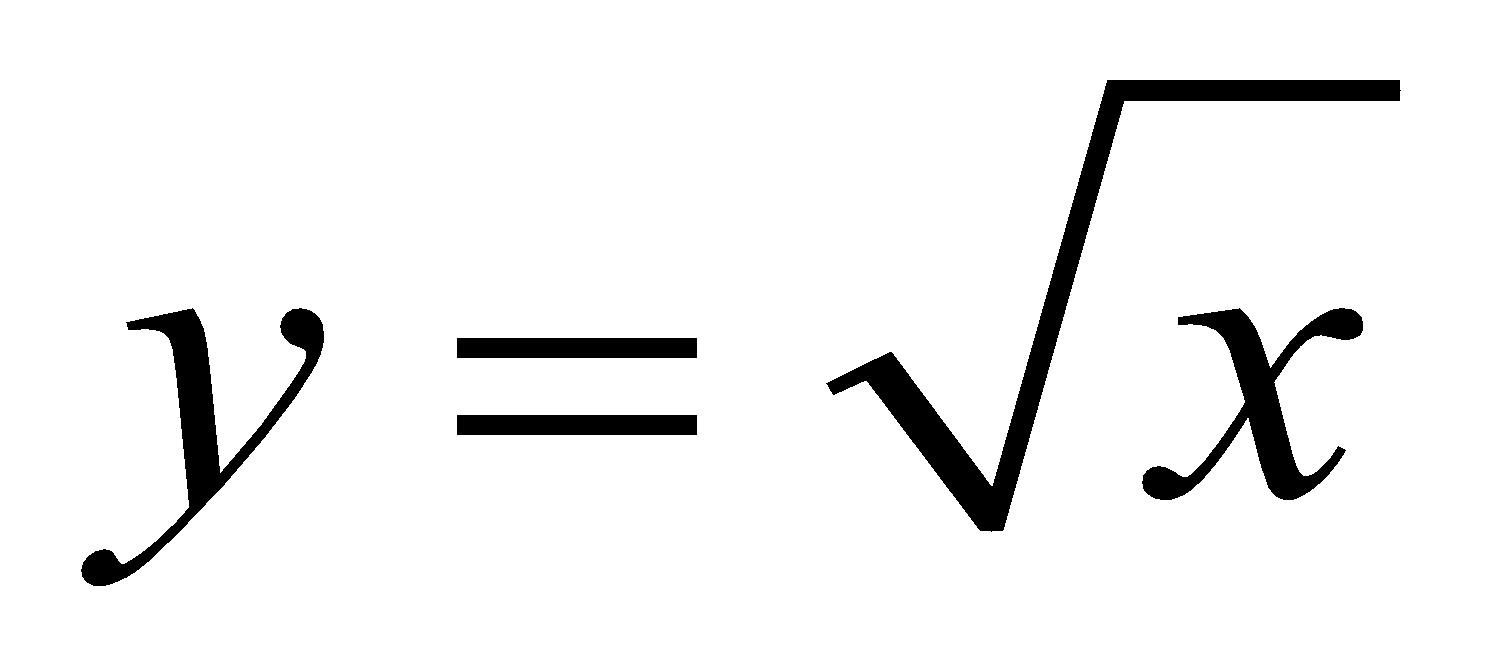 y = √x